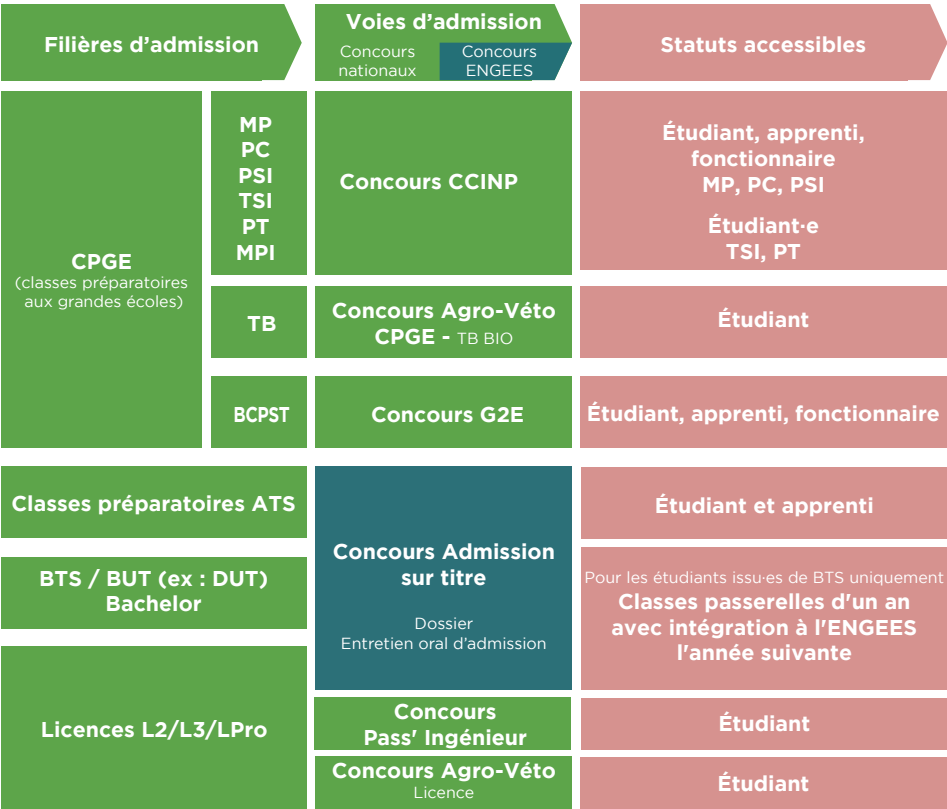 Filières d'admission
Voies d'admission
Concours
nationaux
Concours
ENGEES
Statuts accessibles
CPGE
(classes préparatoires
aux grandes écoles)
MP
PC
PSI
TSI
PT
MPI
Concours CCINP
Étudiant, apprenti,
fonctionnaire
MP, PC, PSI
Étudiant·e
TSI, PT
TB
Concours Agro-Véto
CPGE - TB BIO
Étudiant
BCPST
Concours G2E
Étudiant, apprenti, fonctionnaire
Classes préparatoires ATS
Concours Admission
sur titre
Dossier
Entretien oral d'admission
Étudiant et apprenti
BTS / BUT (ex : DUT)
Bachelor
Pour les étudiants issu·es de BTS uniquement
Classes passerelles d'un an
avec intégration à l'ENGEES
l'année suivante
Licences L2/L3/LPro
Concours
Pass' Ingénieur
Étudiant
Concours Agro-Véto
Licence
Étudiant